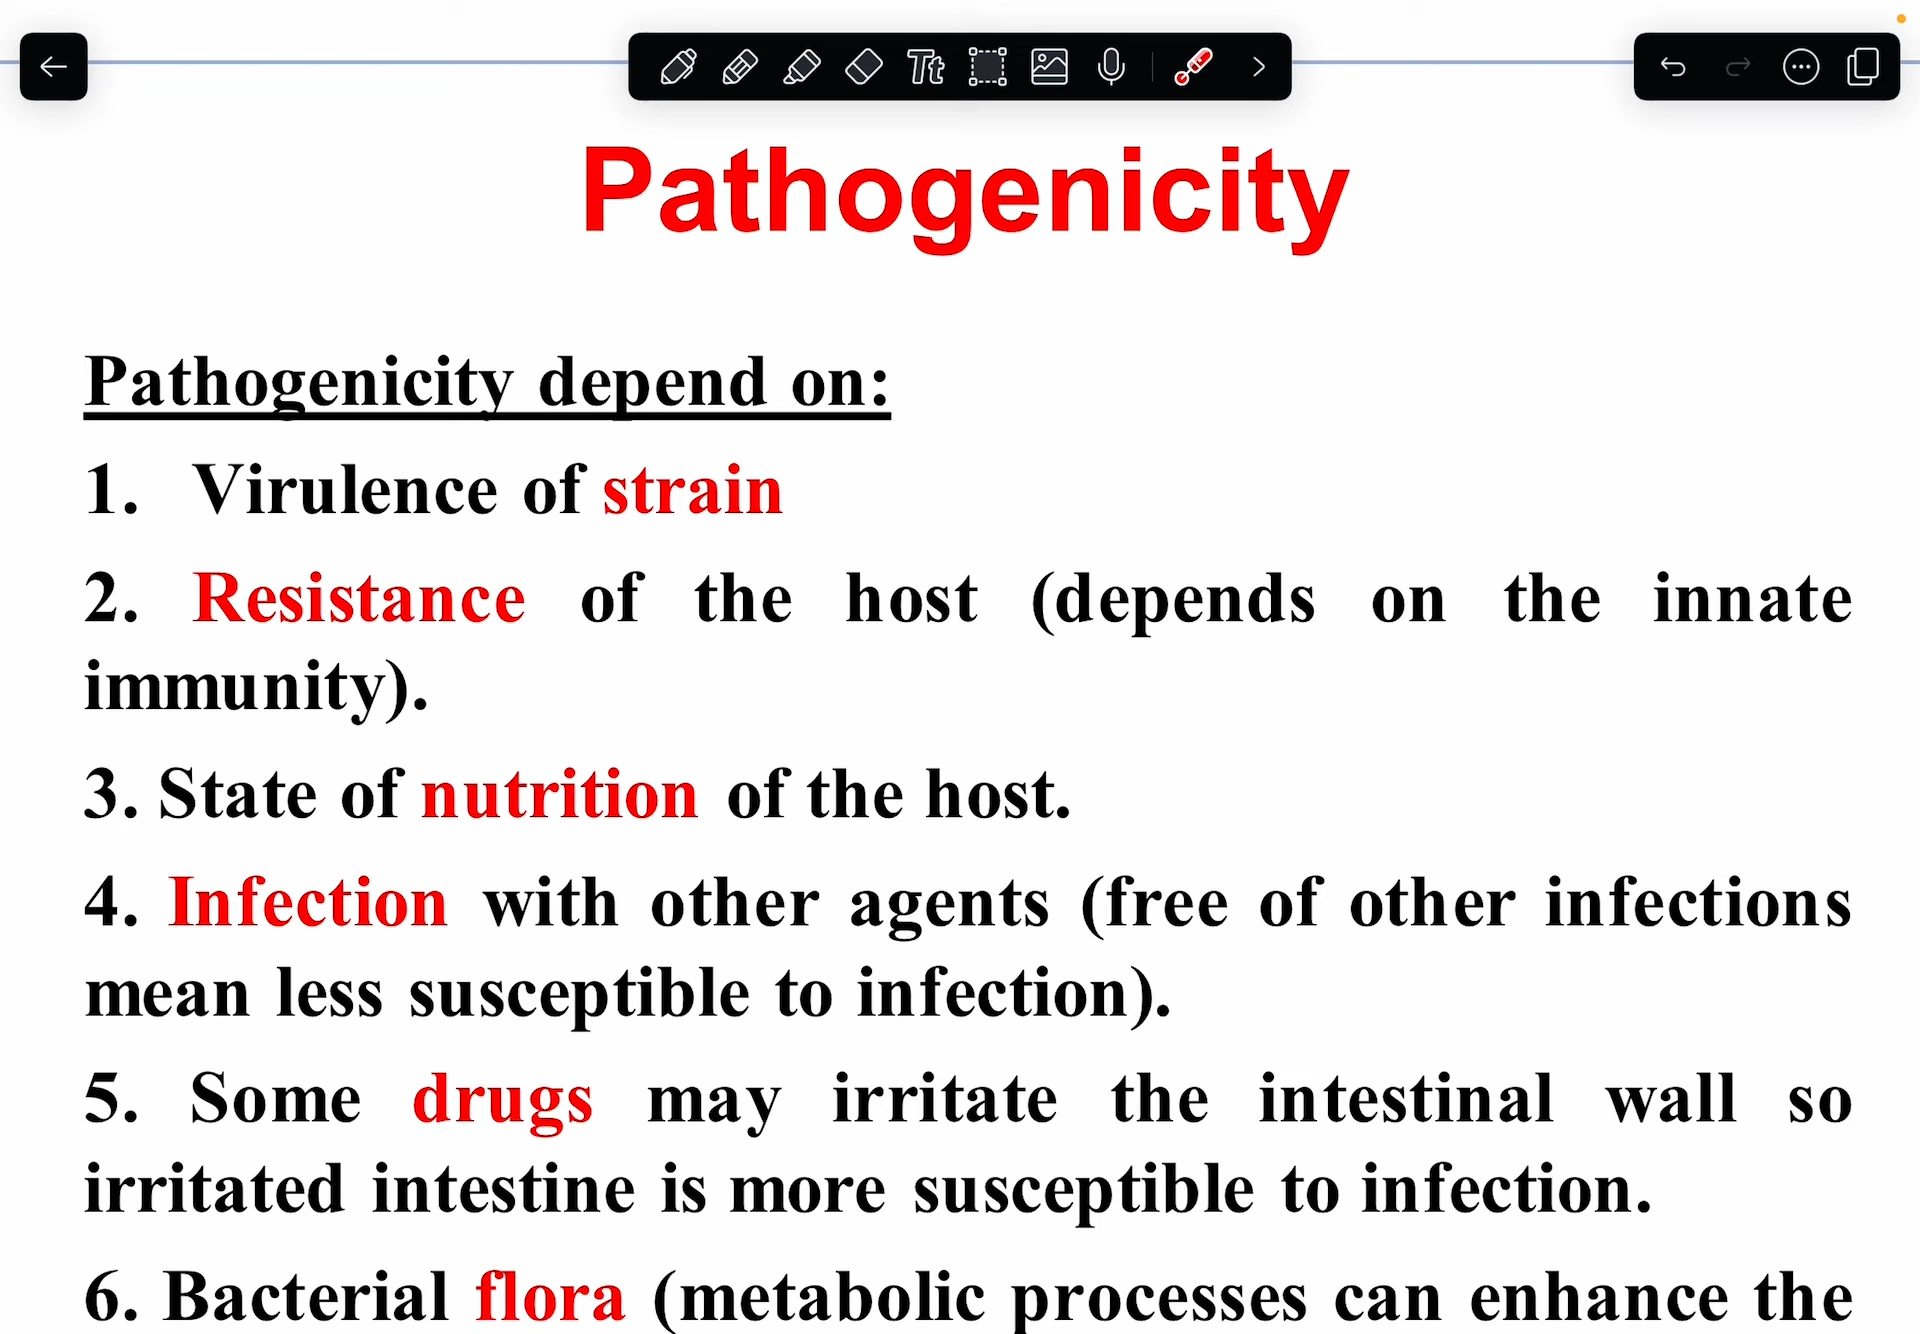 Tt
Pathogenicity
Pathogenicity depend on:
1. Virulence of strain
2. Resistance of the host (depends on the innate
immunity).
3. State of nutrition of the host.
4. Infection with other agents (free of other infections
mean less susceptible to infection).
5. Some drugs may irritate the intestinal wall so
irritated intestine is more susceptible to infection.
6. Bacterial flora (metabolic processes can enhance the